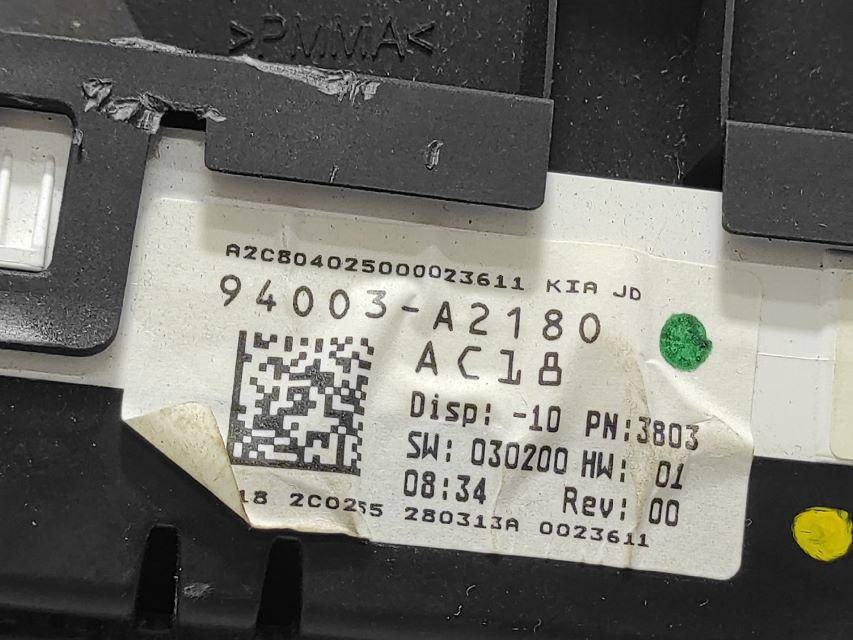 >PMMA<
A2C804025000023611 KIA JD
94003-A2180
AC18
Disp: -10 PN:3803
SW: 030200 HW: 01
08:34 Rev: 00
18 2C0255 280313A 0023611